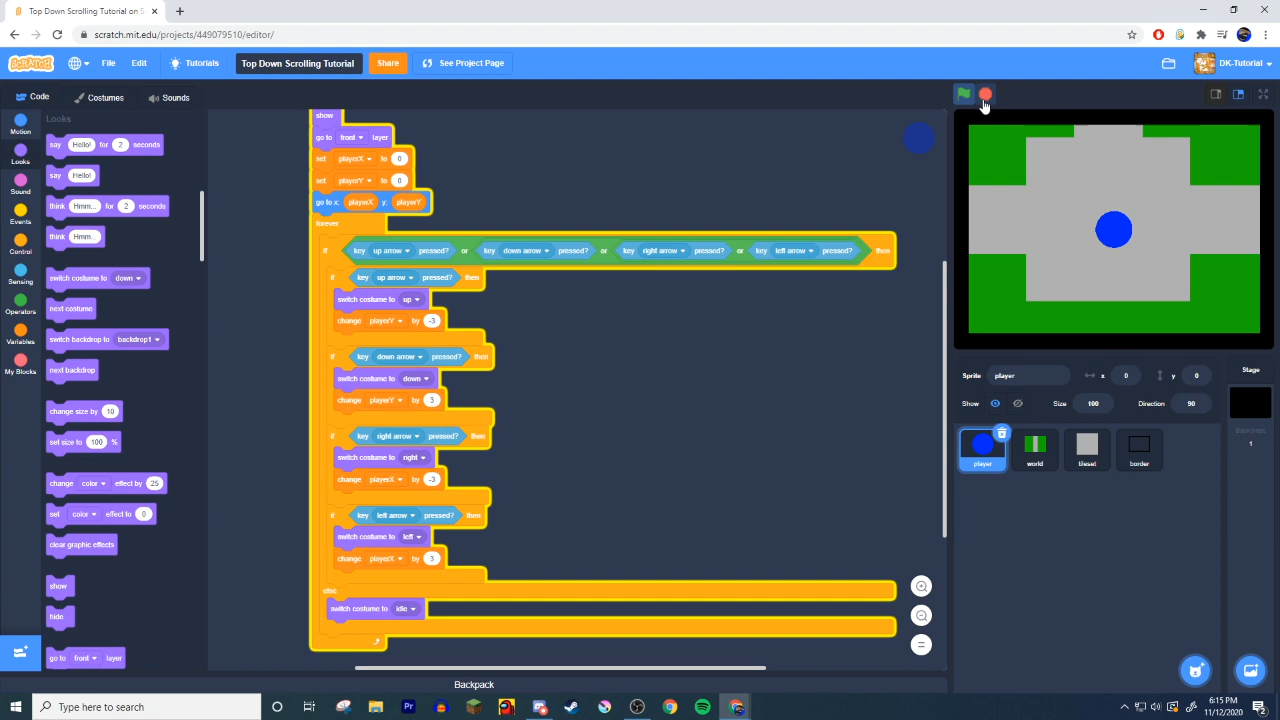 Top Down Scrolling Tutorial on S
scratch.mit.edu/projects/449079510/editor/
SCRATCH File Edit Tutorials Top Down Scrolling Tutorial Share See Project Page DK-Tutorial
Code Costumes Sounds
Motion
Looks
Sound
Events
Control
Sensing
Operators
Variables
My Blocks
Looks
say Hello! for 2 seconds
say Hello!
think Hmm... for 2 seconds
think Hmm...
switch costume to down
next costume
switch backdrop to backdrop1
next backdrop
change size by 10
set size to 100 %
change color effect by 25
set color effect to 0
clear graphic effects
show
hide
go to front layer
show
go to front layer
set playerX to 0
set playerY to 0
go to x: playerX y: playerY
forever
if key up arrow pressed? or key down arrow pressed? or key right arrow pressed? or key left arrow pressed? then
if key up arrow pressed? then
switch costume to up
change playerY by -3
if key down arrow pressed? then
switch costume to down
change playerY by 3
if key right arrow pressed? then
switch costume to right
change playerX by -3
if key left arrow pressed? then
switch costume to left
change playerX by 3
else
switch costume to idle
Sprite player x 0 y 0
Show Size 100 Direction 90
player world tileset border
Stage
Backdrops
1
Backpack
Type here to search
6:15 PM
11/12/2020